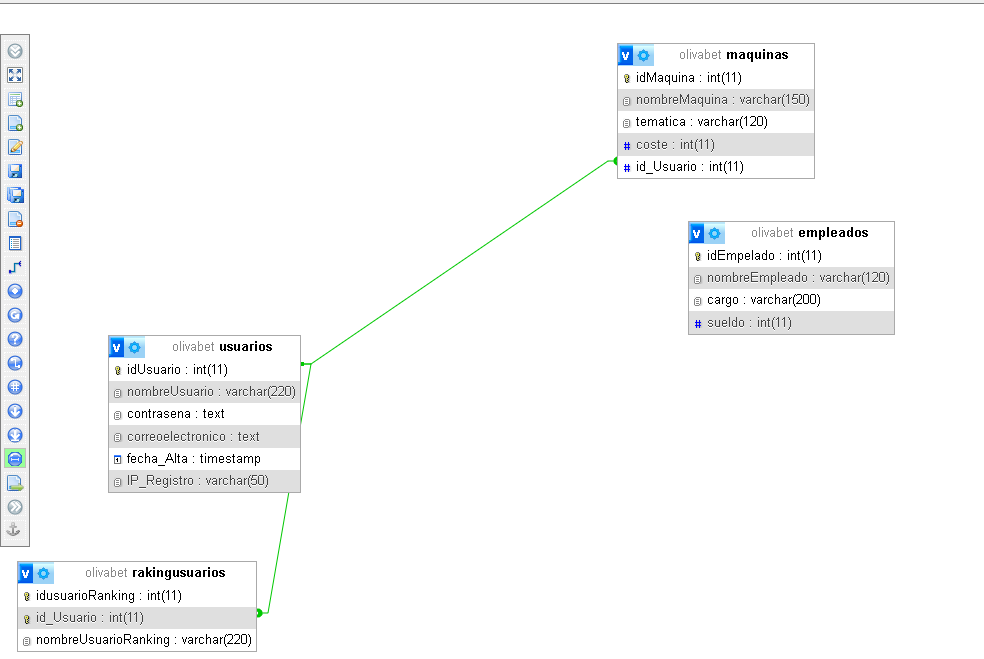 v olivabet maquinas
idMaquina : int(11)
nombreMaquina : varchar(150)
tematica : varchar(120)
# coste : int(11)
# id_Usuario : int(11)
v olivabet empleados
idEmpelado : int(11)
nombreEmpleado : varchar(120)
cargo : varchar(200)
# sueldo : int(11)
v olivabet usuarios
idUsuario : int(11)
nombreUsuario : varchar(220)
contrasena : text
correoelectronico : text
fecha_Alta : timestamp
IP_Registro : varchar(50)
v olivabet rakingusuarios
idusuarioRanking : int(11)
id_Usuario : int(11)
nombreUsuarioRanking : varchar(220)